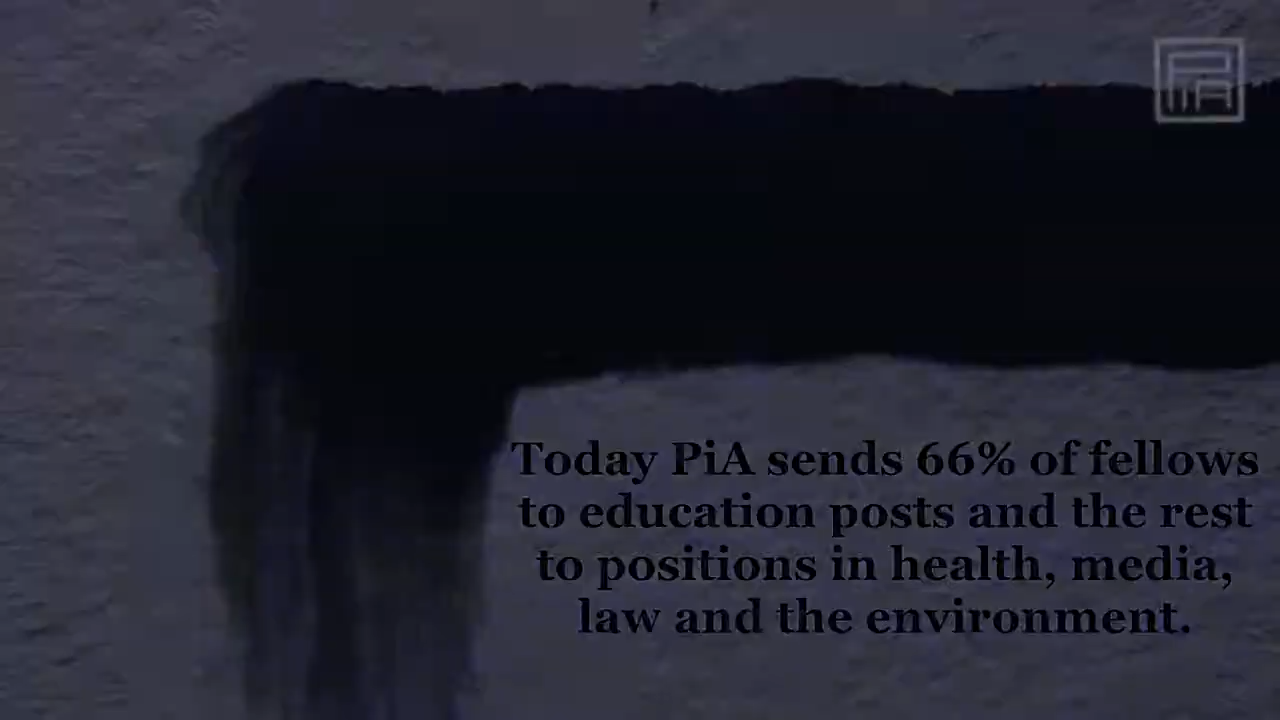 PiA
Today PiA sends 66% of fellows
to education posts and the rest
to positions in health, media,
law and the environment.